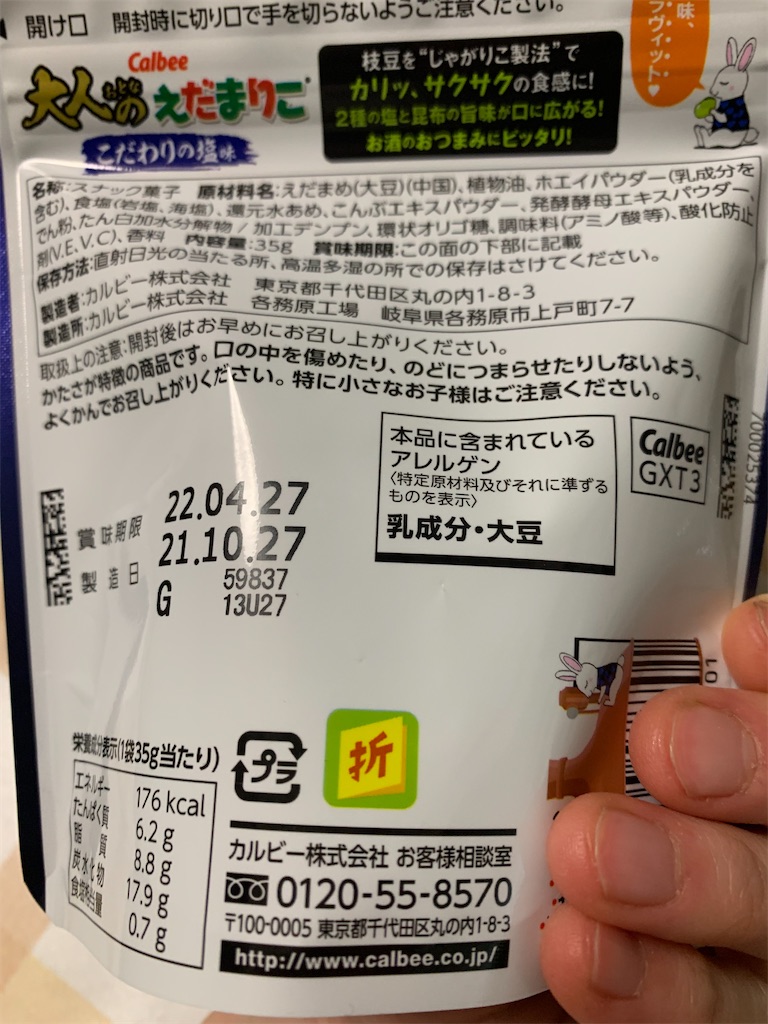 開け口 開封時に切り口で手を切らないようご注意ください。
味、
ラヴィット♥
Calbee
大人の
おとな
えだまりこ
こだわりの塩味
枝豆を"じゃがりこ製法"で
カリッ、サクサクの食感に!
2種の塩と昆布の旨味が口に広がる!
お酒のおつまみにピッタリ!
名称:スナック菓子 原材料名:えだまめ(大豆)(中国)、植物油、ホエイパウダー(乳成分を
含む)、食塩(岩塩、海塩)、還元水あめ、こんぶエキスパウダー、発酵酵母エキスパウダー、
でん粉、たん白加水分解物/加工デンプン、環状オリゴ糖、調味料(アミノ酸等)、酸化防止
剤(V.E、V.C)、香料 内容量:35g 賞味期限:この面の下部に記載
保存方法:直射日光の当たる所、高温多湿の所での保存はさけてください。
製造者:カルビー株式会社 東京都千代田区丸の内1-8-3
製造所:カルビー株式会社 各務原工場 岐阜県各務原市上戸町7-7
取扱上の注意:開封後はお早めにお召し上がりください。
かたさが特徴の商品です。口の中を傷めたり、のどにつまらせたりしないよう、
よくかんでお召し上がりください。特に小さなお子様はご注意ください。
本品に含まれている
アレルゲン
〈特定原材料及びそれに準ずる
ものを表示〉
乳成分・大豆
Calbee
GXT3
700025374
賞味期限 22.04.27
製造日 21.10.27
59837
G 13U27
01
栄養成分表示(1袋35g当たり)
エネルギー 176 kcal
たんぱく質 6.2 g
脂質 8.8 g
炭水化物 17.9 g
食塩相当量 0.7 g
プラ
折
カルビー株式会社 お客様相談室
0120-55-8570
〒100-0005 東京都千代田区丸の内1-8-3
http://www.calbee.co.jp/